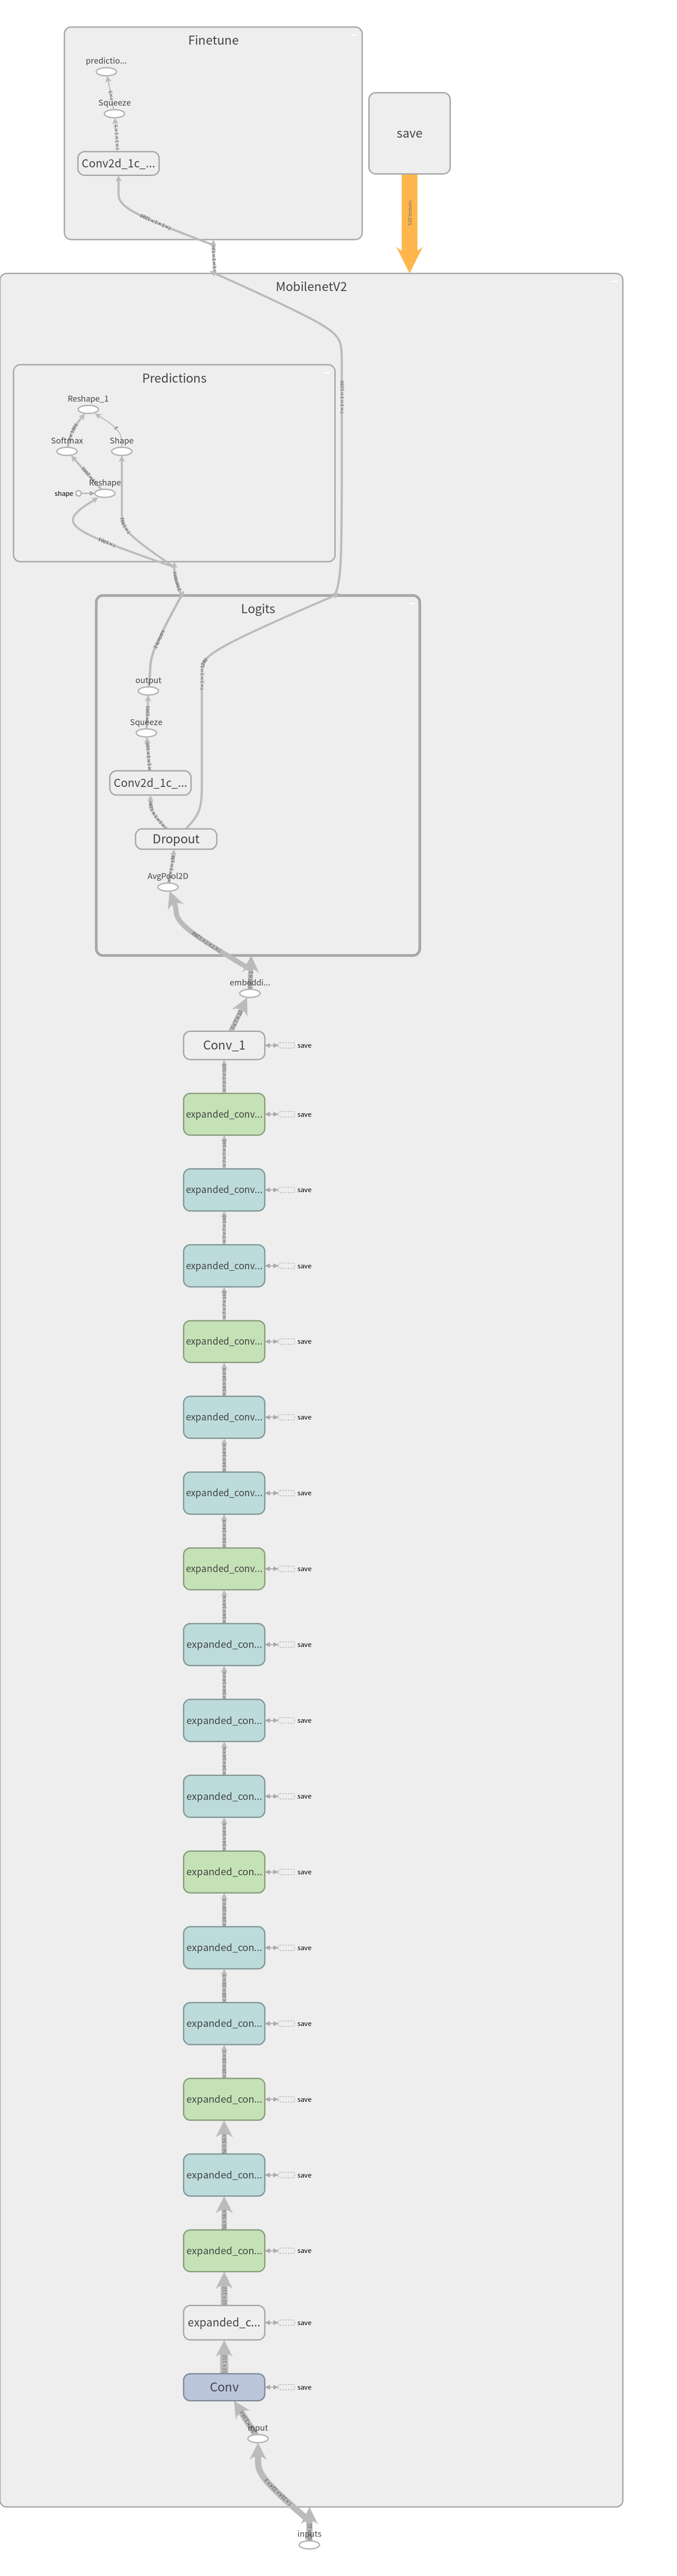 Finetune
predictio...
Squeeze
Conv2d_1c_...
save
MobilenetV2
Predictions
Reshape_1
Softmax
Shape
Reshape
shape
Logits
output
Squeeze
Conv2d_1c_...
Dropout
AvgPool2D
embeddi...
Conv_1
save
expanded_conv...
save
expanded_conv...
save
expanded_conv...
save
expanded_conv...
save
expanded_conv...
save
expanded_conv...
save
expanded_conv...
save
expanded_con...
save
expanded_con...
save
expanded_con...
save
expanded_con...
save
expanded_con...
save
expanded_con...
save
expanded_con...
save
expanded_con...
save
expanded_con...
save
expanded_c...
save
Conv
save
input
inputs